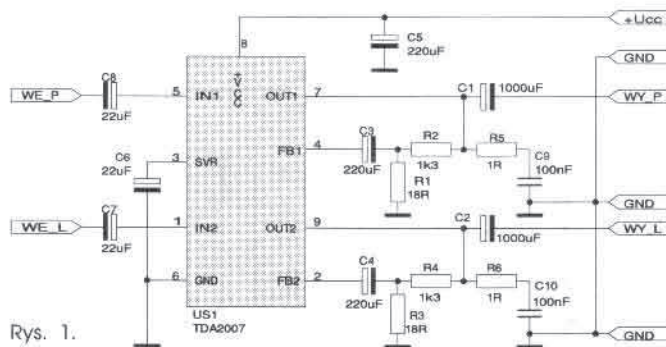 +Ucc
8
C5
220uF
GND
C8
WE_P
22uF
5
IN1
+VCC
OUT1
7
C1
1000uF
WY_P
C6
22uF
3
SVR
FB1
4
C3
220uF
R2
1k3
R5
1R
R1
18R
C9
100nF
GND
C7
WE_L
22uF
1
IN2
OUT2
9
C2
1000uF
WY_L
6
GND
FB2
2
C4
220uF
R4
1k3
R6
1R
R3
18R
C10
100nF
GND
US1
TDA2007
Rys. 1.